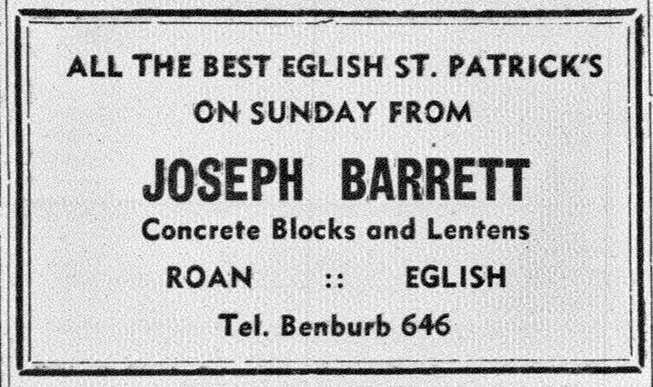 ALL THE BEST EGLISH ST. PATRICK'S
ON SUNDAY FROM
JOSEPH BARRETT
Concrete Blocks and Lentens
ROAN :: EGLISH
Tel. Benburb 646